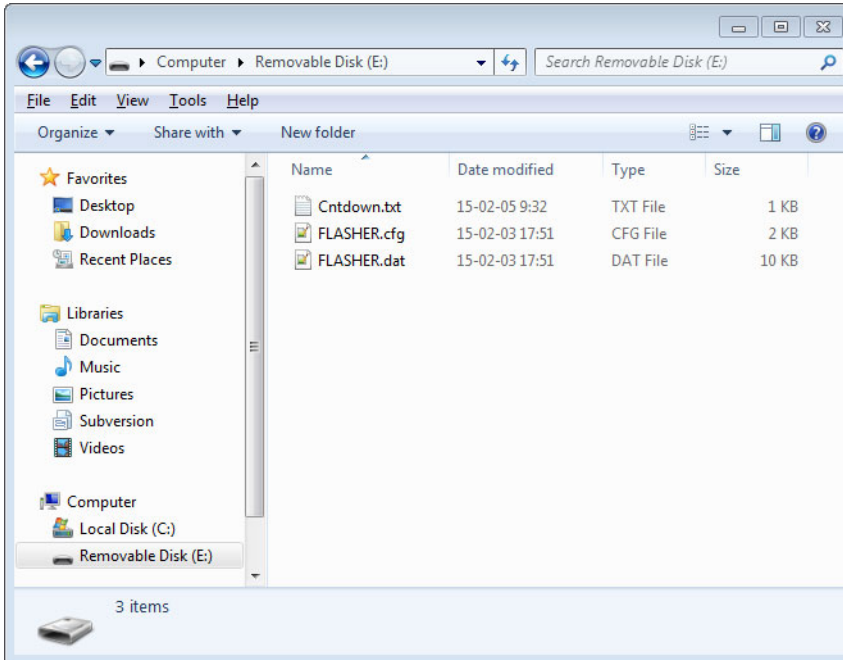 Computer Removable Disk (E:) Search Removable Disk (E:)
File Edit View Tools Help
Organize Share with New folder
Name Date modified Type Size
Favorites
Desktop
Downloads
Recent Places
Libraries
Documents
Music
Pictures
Subversion
Videos
Computer
Local Disk (C:)
Removable Disk (E:)
Cntdown.txt 15-02-05 9:32 TXT File 1 KB
FLASHER.cfg 15-02-03 17:51 CFG File 2 KB
FLASHER.dat 15-02-03 17:51 DAT File 10 KB
3 items